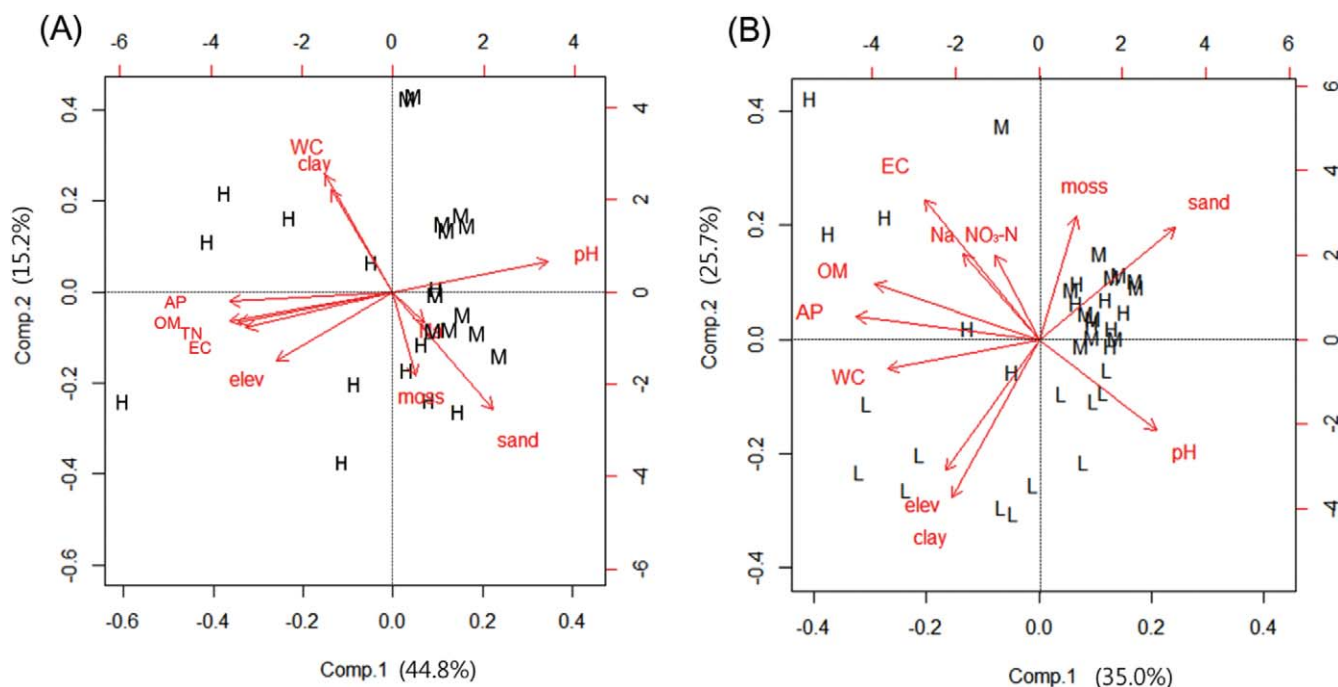 (A)
-6 -4 -2 0 2 4
0.4
0.2
0.0
-0.2
-0.4
-0.6
Comp.2 (15.2%)
M M
WC
clay
H
H
H
H
M
M M
M
pH
AP
OM
TN
EC
elev
moss
sand
M
M
M M M
M
H
H
H
H
H
H
H
4
2
0
-2
-4
-6
-0.6 -0.4 -0.2 0.0 0.2 0.4
Comp.1 (44.8%)
(B)
-4 -2 0 2 4 6
0.4
0.2
0.0
-0.2
-0.4
Comp.2 (25.7%)
H
M
EC
moss
sand
H
H
Na NO₃-N
OM
AP
WC
M
H
H
pH
elev
clay
L
L
L
L
L
L
L
L
L
L
L
L
6
4
2
0
-2
-4
-0.4 -0.2 0.0 0.2 0.4
Comp.1 (35.0%)